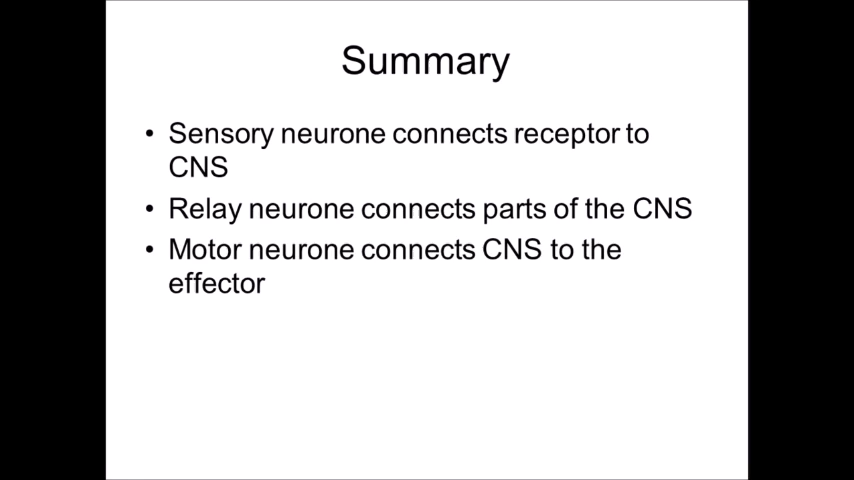 Summary
• Sensory neurone connects receptor to
CNS
• Relay neurone connects parts of the CNS
• Motor neurone connects CNS to the
effector